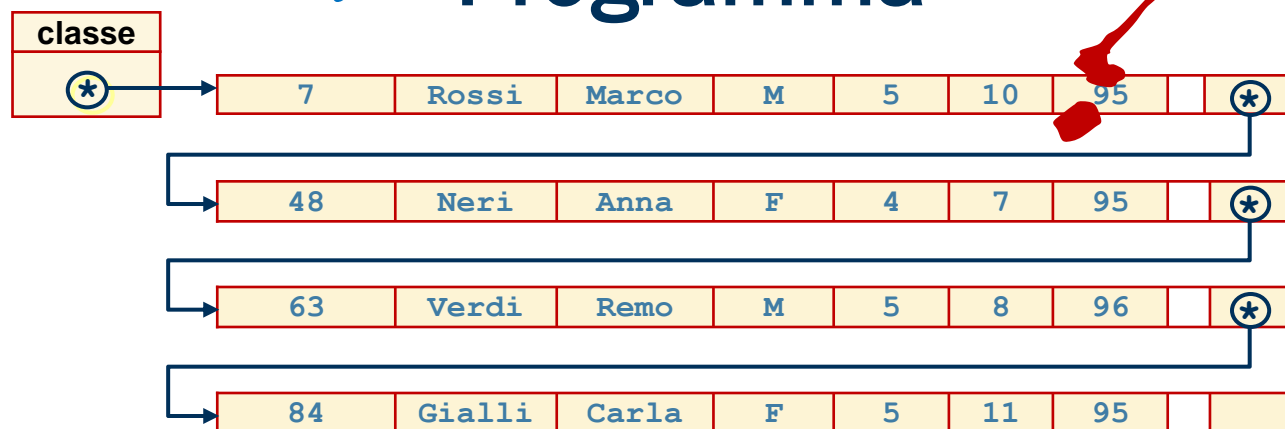 Programma
classe
* 7 Rossi Marco M 5 10 95 *
48 Neri Anna F 4 7 95 *
63 Verdi Remo M 5 8 96 *
84 Gialli Carla F 5 11 95